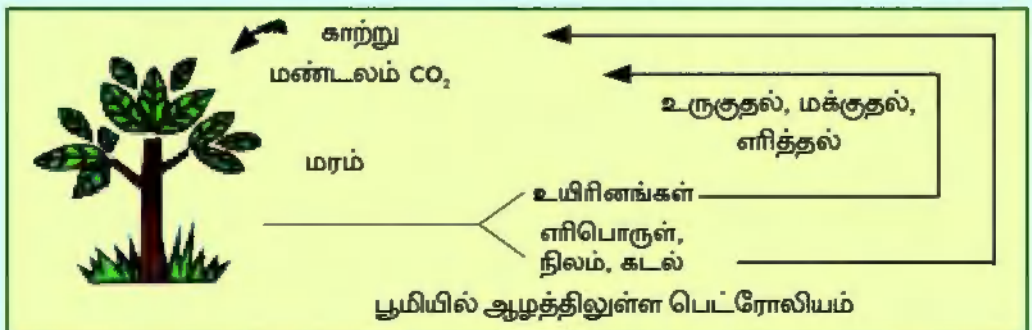 காற்று
மண்டலம் CO₂
உருகுதல், மக்குதல்,
எரித்தல்
மரம்
உயிரினங்கள்
எரிபொருள்,
நிலம், கடல்
பூமியில் ஆழத்திலுள்ள பெட்ரோலியம்